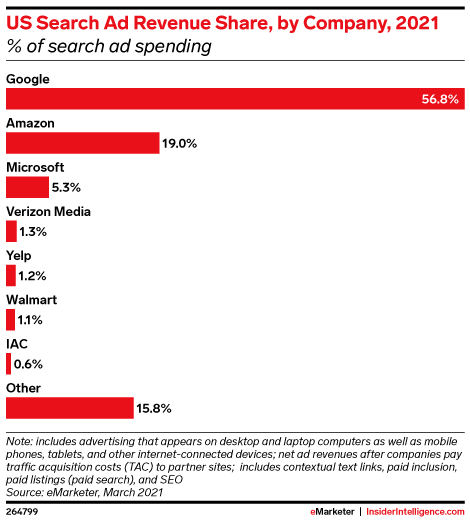 US Search Ad Revenue Share, by Company, 2021
% of search ad spending
Google
56.8%
Amazon
19.0%
Microsoft
5.3%
Verizon Media
1.3%
Yelp
1.2%
Walmart
1.1%
IAC
0.6%
Other
15.8%
Note: includes advertising that appears on desktop and laptop computers as well as mobile
phones, tablets, and other internet-connected devices; net ad revenues after companies pay
traffic acquisition costs (TAC) to partner sites; includes contextual text links, paid inclusion,
paid listings (paid search), and SEO
Source: eMarketer, March 2021
264799 eMarketer | InsiderIntelligence.com